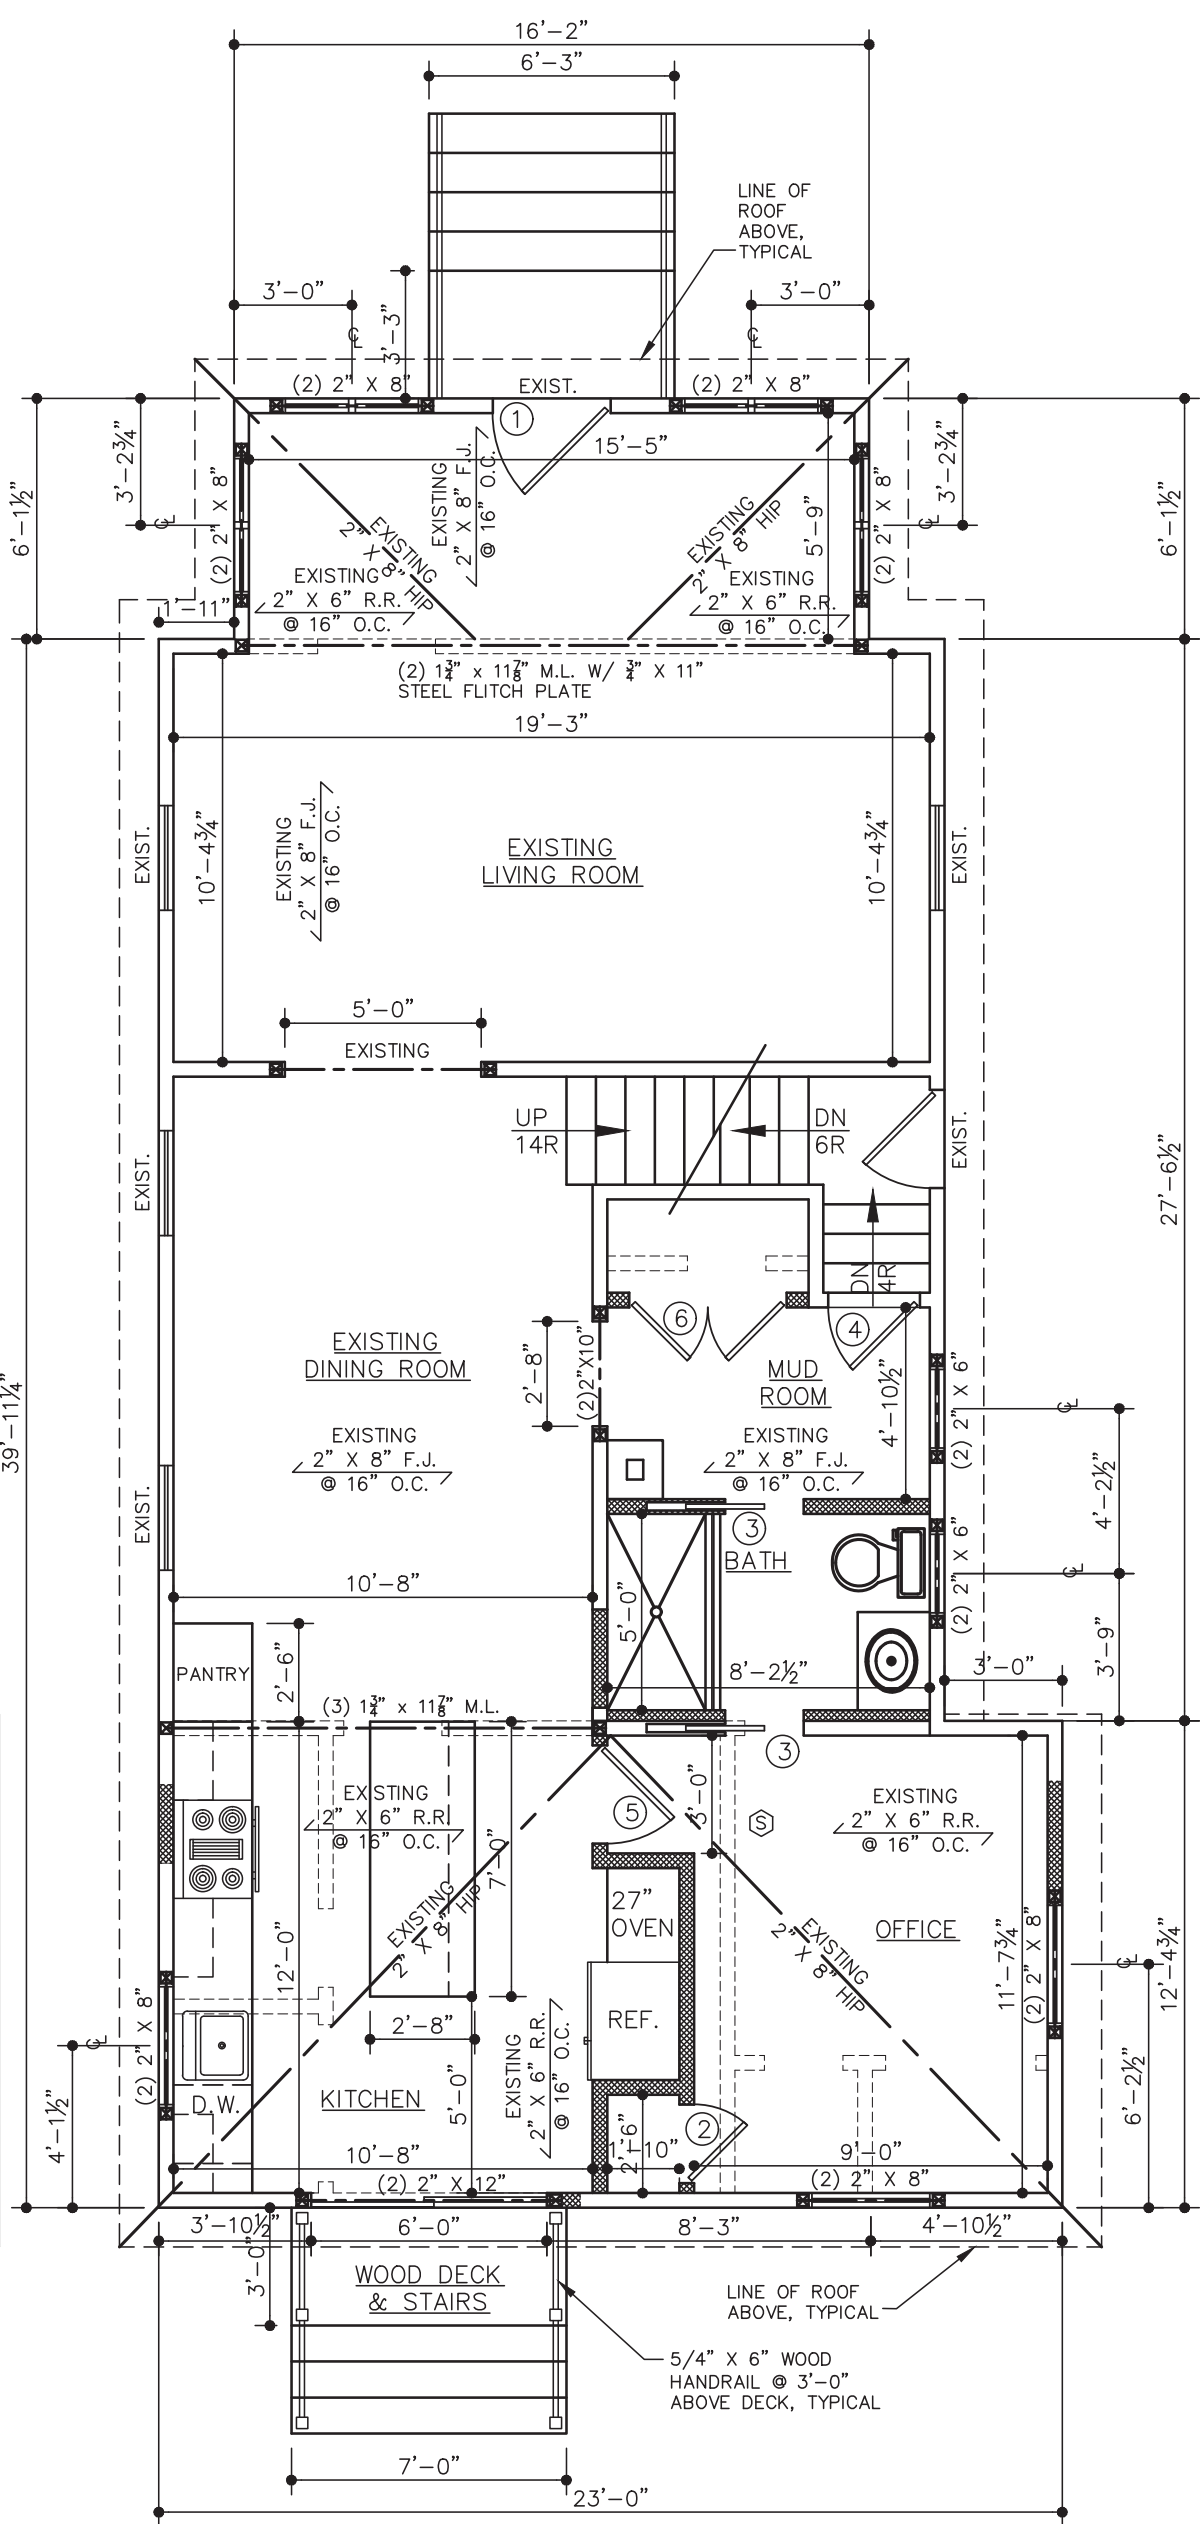 16'-2"
6'-3"
LINE OF
ROOF
ABOVE,
TYPICAL
3'-0"
3'-0"
3'-3"
℄
℄
(2) 2" X 8"
EXIST.
(2) 2" X 8"
1
15'-5"
3'-2¾"
3'-2¾"
6'-1½"
6'-1½"
℄
℄
(2) 2" X 8"
(2) 2" X 8"
EXISTING
2" X 8" F.J.
@ 16" O.C.
EXISTING
2" X 8" HIP
EXISTING
2" X 8" HIP
5'-9"
EXISTING
2" X 6" R.R.
@ 16" O.C.
EXISTING
2" X 6" R.R.
@ 16" O.C.
1'-11"
(2) 1¾" x 11⅞" M.L. W/ ¾" X 11"
STEEL FLITCH PLATE
19'-3"
EXIST.
10'-4¾"
EXISTING
2" X 8" F.J.
@ 16" O.C.
EXISTING
LIVING ROOM
10'-4¾"
EXIST.
5'-0"
EXISTING
UP
14R
DN
6R
EXIST.
EXIST.
27'-6½"
DN
4R
6
4
EXISTING
DINING ROOM
2'-8"
(2)2"X10"
MUD
ROOM
4'-10½"
(2) 2" X 6"
℄
39'-11¼"
EXISTING
2" X 8" F.J.
@ 16" O.C.
EXISTING
2" X 8" F.J.
@ 16" O.C.
EXIST.
4'-2½"
3
BATH
(2) 2" X 6"
℄
10'-8"
5'-0"
3'-9"
PANTRY
2'-6"
8'-2½"
3'-0"
(3) 1¾" x 11⅞" M.L.
3
EXISTING
2" X 6" R.R.
@ 16" O.C.
5
3'-0"
S
EXISTING
2" X 6" R.R.
@ 16" O.C.
7'-0"
27"
OVEN
EXISTING
2" X 8" HIP
EXISTING
2" X 8" HIP
OFFICE
12'-0"
11'-7¾"
(2) 2" X 8"
℄
12'-4¾"
REF.
2'-8"
(2) 2" X 8"
℄
EXISTING
2" X 6" R.R.
@ 16" O.C.
D.W.
KITCHEN
5'-0"
4'-1½"
6'-2½"
2
10'-8"
2'-6"
1'-10"
9'-0"
(2) 2" X 12"
(2) 2" X 8"
3'-10½"
6'-0"
8'-3"
4'-10½"
3'-0"
WOOD DECK
& STAIRS
LINE OF ROOF
ABOVE, TYPICAL
5/4" X 6" WOOD
HANDRAIL @ 3'-0"
ABOVE DECK, TYPICAL
7'-0"
23'-0"